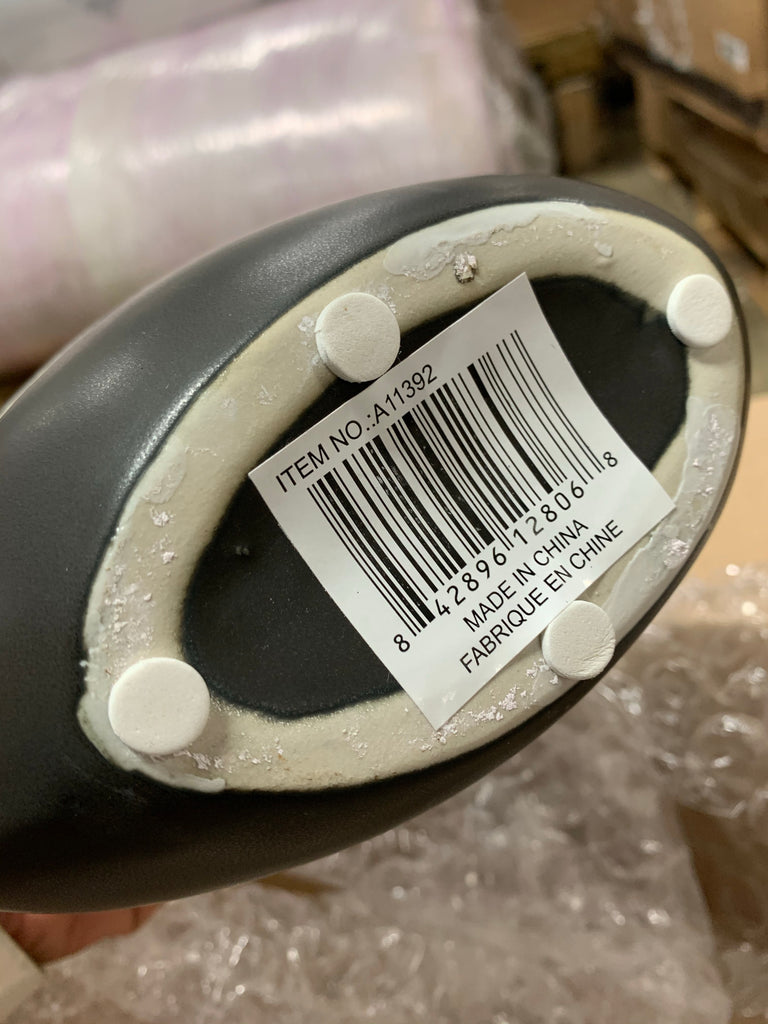 ITEM NO.:A11392
8 42896 12806 8
MADE IN CHINA
FABRIQUE EN CHINE